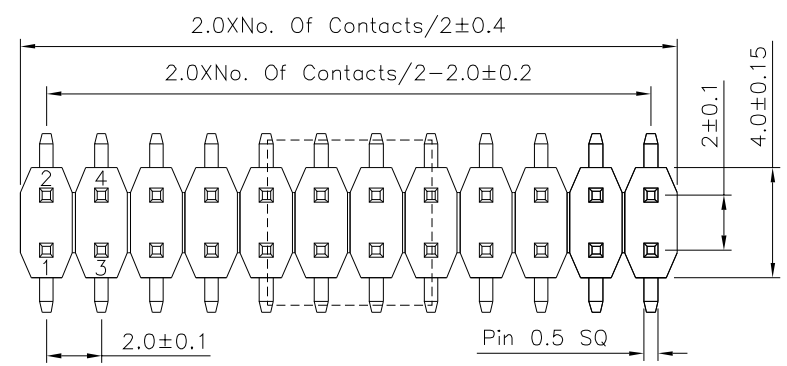 2.0XNo. Of Contacts/2±0.4
2.0XNo. Of Contacts/2-2.0±0.2
2±0.1
4.0±0.15
2 4
1 3
2.0±0.1
Pin 0.5 SQ